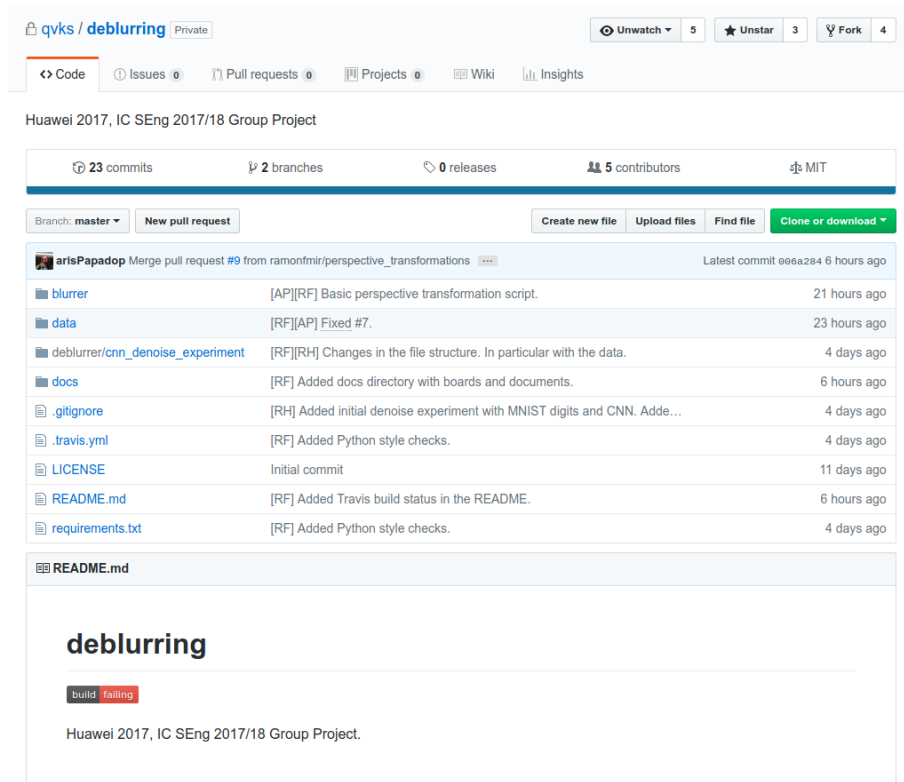 qvks / deblurring Private Unwatch 5 Unstar 3 Fork 4
Code Issues 0 Pull requests 0 Projects 0 Wiki Insights
Huawei 2017, IC SEng 2017/18 Group Project
23 commits 2 branches 0 releases 5 contributors MIT
Branch: master New pull request Create new file Upload files Find file Clone or download
arisPapadop Merge pull request #9 from ramonfmir/perspective_transformations ... Latest commit 006a284 6 hours ago
blurrer [AP][RF] Basic perspective transformation script. 21 hours ago
data [RF][AP] Fixed #7. 23 hours ago
deblurrer/cnn_denoise_experiment [RF][RH] Changes in the file structure. In particular with the data. 4 days ago
docs [RF] Added docs directory with boards and documents. 6 hours ago
.gitignore [RH] Added initial denoise experiment with MNIST digits and CNN. Adde… 4 days ago
.travis.yml [RF] Added Python style checks. 4 days ago
LICENSE Initial commit 11 days ago
README.md [RF] Added Travis build status in the README. 6 hours ago
requirements.txt [RF] Added Python style checks. 4 days ago
README.md
deblurring
build failing
Huawei 2017, IC SEng 2017/18 Group Project.